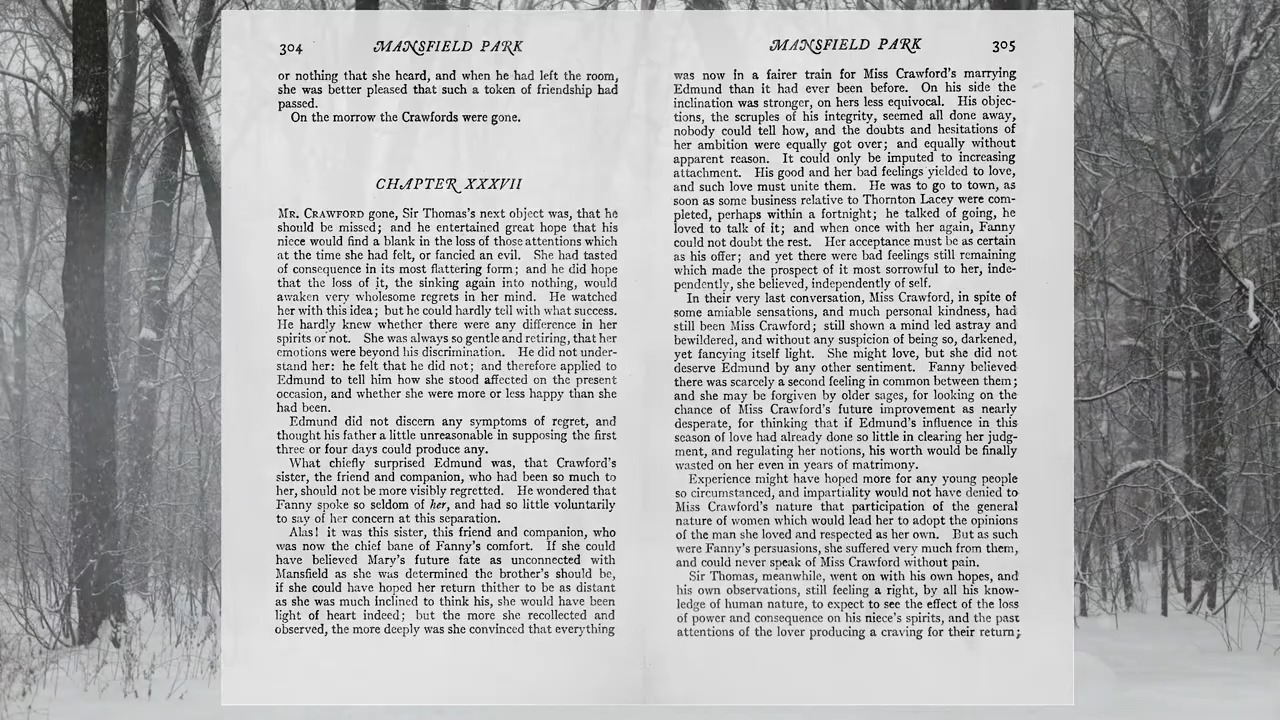 304 MANSFIELD PARK
or nothing that she heard, and when he had left the room,
she was better pleased that such a token of friendship had
passed.
On the morrow the Crawfords were gone.
CHAPTER XXXVII
MR. CRAWFORD gone, Sir Thomas's next object was, that he
should be missed; and he entertained great hope that his
niece would find a blank in the loss of those attentions which
at the time she had felt, or fancied an evil. She had tasted
of consequence in its most flattering form; and he did hope
that the loss of it, the sinking again into nothing, would
awaken very wholesome regrets in her mind. He watched
her with this idea; but he could hardly tell with what success.
He hardly knew whether there were any difference in her
spirits or not. She was always so gentle and retiring, that her
emotions were beyond his discrimination. He did not under-
stand her: he felt that he did not; and therefore applied to
Edmund to tell him how she stood affected on the present
occasion, and whether she were more or less happy than she
had been.
Edmund did not discern any symptoms of regret, and
thought his father a little unreasonable in supposing the first
three or four days could produce any.
What chiefly surprised Edmund was, that Crawford's
sister, the friend and companion, who had been so much to
her, should not be more visibly regretted. He wondered that
Fanny spoke so seldom of her, and had so little voluntarily
to say of her concern at this separation.
Alas! it was this sister, this friend and companion, who
was now the chief bane of Fanny's comfort. If she could
have believed Mary's future fate as unconnected with
Mansfield as she was determined the brother's should be,
if she could have hoped her return thither to be as distant
as she was much inclined to think his, she would have been
light of heart indeed; but the more she recollected and
observed, the more deeply was she convinced that everything
MANSFIELD PARK 305
was now in a fairer train for Miss Crawford's marrying
Edmund than it had ever been before. On his side the
inclination was stronger, on hers less equivocal. His objec-
tions, the scruples of his integrity, seemed all done away,
nobody could tell how, and the doubts and hesitations of
her ambition were equally got over; and equally without
apparent reason. It could only be imputed to increasing
attachment. His good and her bad feelings yielded to love,
and such love must unite them. He was to go to town, as
soon as some business relative to Thornton Lacey were com-
pleted, perhaps within a fortnight; he talked of going, he
loved to talk of it; and when once with her again, Fanny
could not doubt the rest. Her acceptance must be as certain
as his offer; and yet there were bad feelings still remaining
which made the prospect of it most sorrowful to her, inde-
pendently, she believed, independently of self.
In their very last conversation, Miss Crawford, in spite of
some amiable sensations, and much personal kindness, had
still been Miss Crawford; still shown a mind led astray and
bewildered, and without any suspicion of being so, darkened,
yet fancying itself light. She might love, but she did not
deserve Edmund by any other sentiment. Fanny believed
there was scarcely a second feeling in common between them;
and she may be forgiven by older sages, for looking on the
chance of Miss Crawford's future improvement as nearly
desperate, for thinking that if Edmund's influence in this
season of love had already done so little in clearing her judg-
ment, and regulating her notions, his worth would be finally
wasted on her even in years of matrimony.
Experience might have hoped more for any young people
so circumstanced, and impartiality would not have denied to
Miss Crawford's nature that participation of the general
nature of women which would lead her to adopt the opinions
of the man she loved and respected as her own. But as such
were Fanny's persuasions, she suffered very much from them,
and could never speak of Miss Crawford without pain.
Sir Thomas, meanwhile, went on with his own hopes, and
his own observations, still feeling a right, by all his know-
ledge of human nature, to expect to see the effect of the loss
of power and consequence on his niece's spirits, and the past
attentions of the lover producing a craving for their return;